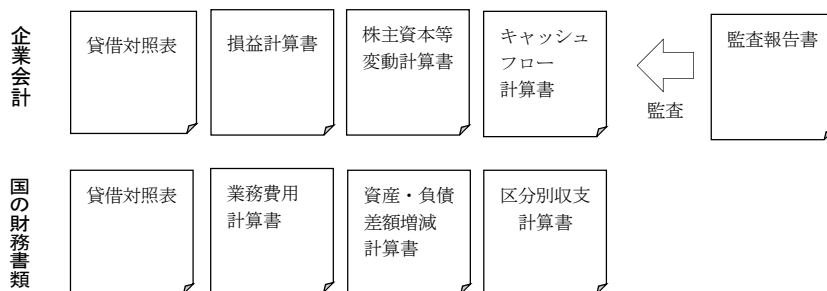 企業会計
貸借対照表
損益計算書
株主資本等
変動計算書
キャッシュ
フロー
計算書
監査
監査報告書
国の財務書類
貸借対照表
業務費用
計算書
資産・負債
差額増減
計算書
区分別収支
計算書